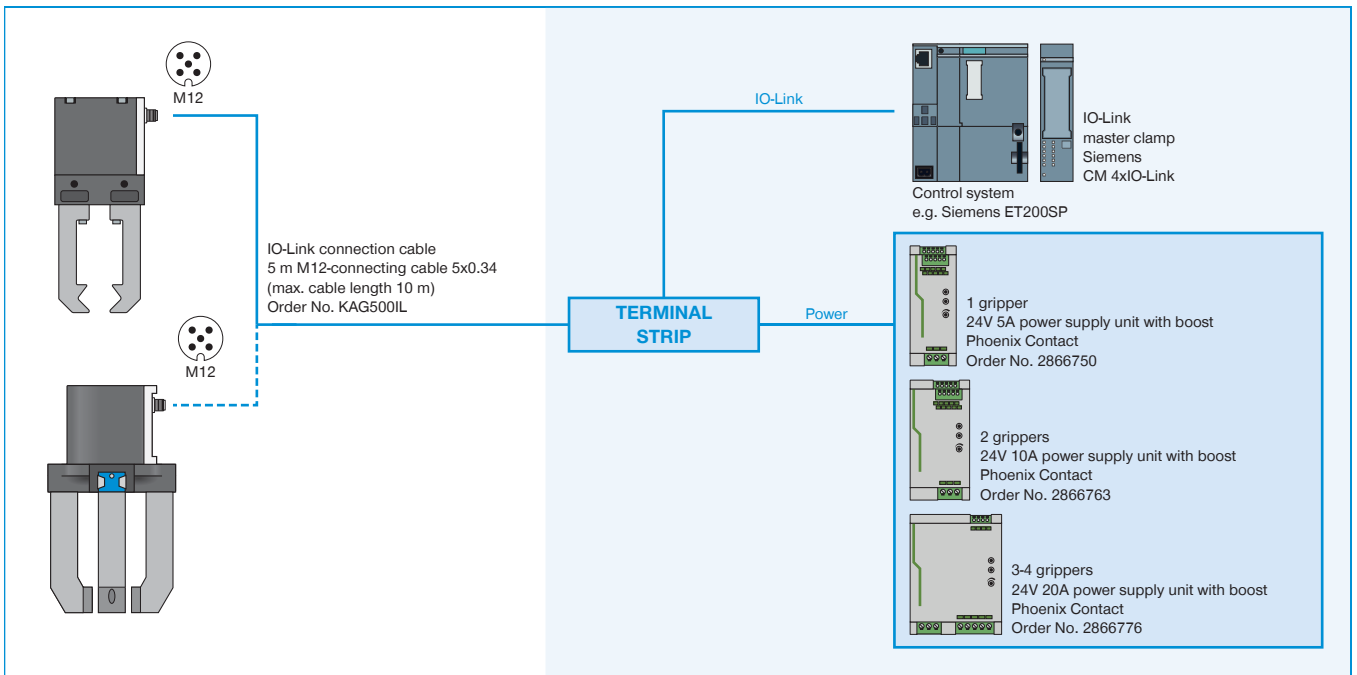 M12
IO-Link
IO-Link
master clamp
Siemens
CM 4xIO-Link
Control system
e.g. Siemens ET200SP
IO-Link connection cable
5 m M12-connecting cable 5x0.34
(max. cable length 10 m)
Order No. KAG500IL
M12
TERMINAL
STRIP
Power
1 gripper
24V 5A power supply unit with boost
Phoenix Contact
Order No. 2866750
2 grippers
24V 10A power supply unit with boost
Phoenix Contact
Order No. 2866763
3-4 grippers
24V 20A power supply unit with boost
Phoenix Contact
Order No. 2866776